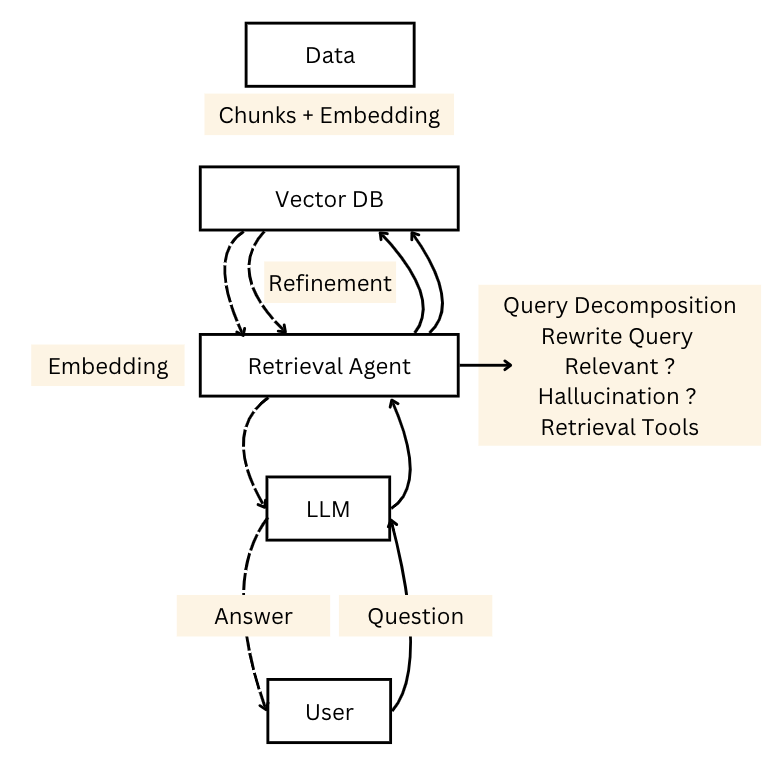 Data
Chunks + Embedding
Vector DB
Refinement
Embedding
Retrieval Agent
Query Decomposition
Rewrite Query
Relevant ?
Hallucination ?
Retrieval Tools
LLM
Answer
Question
User